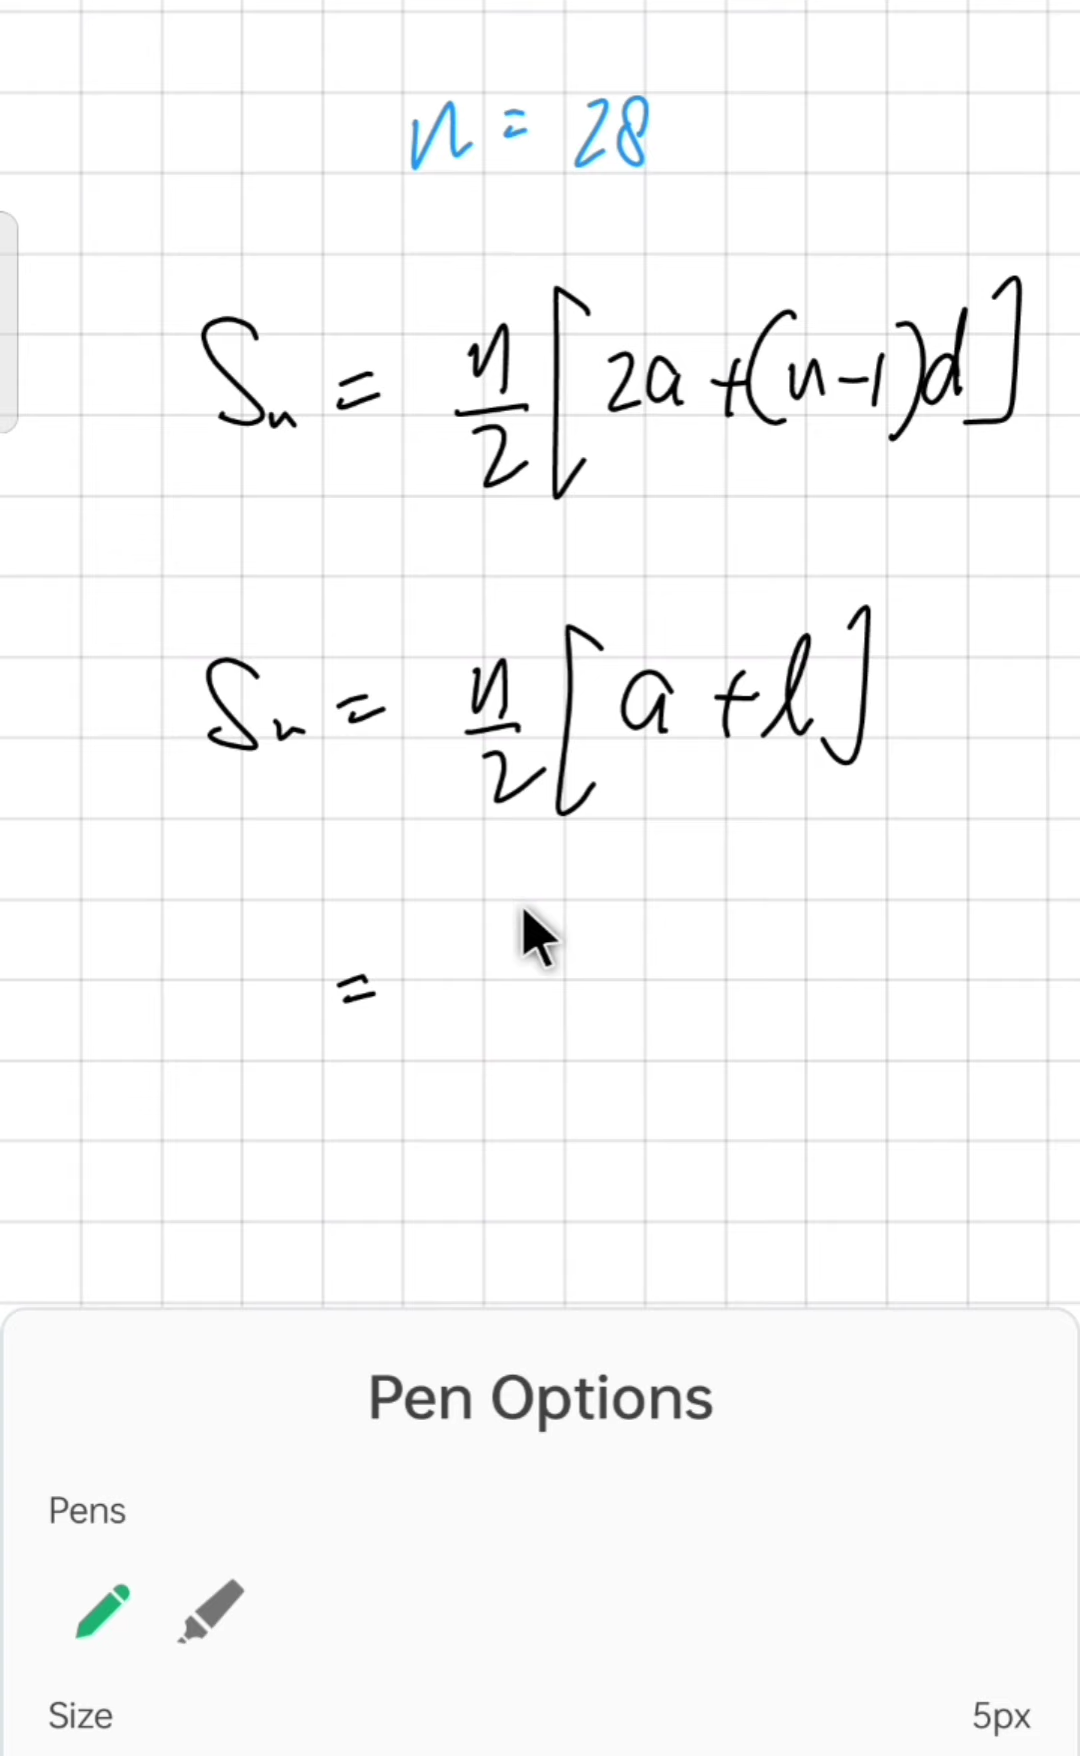 n = 28
Sn = n/2 [2a + (n-1)d]
Sn = n/2 [a + l]
=
Pen Options
Pens
Size 5px